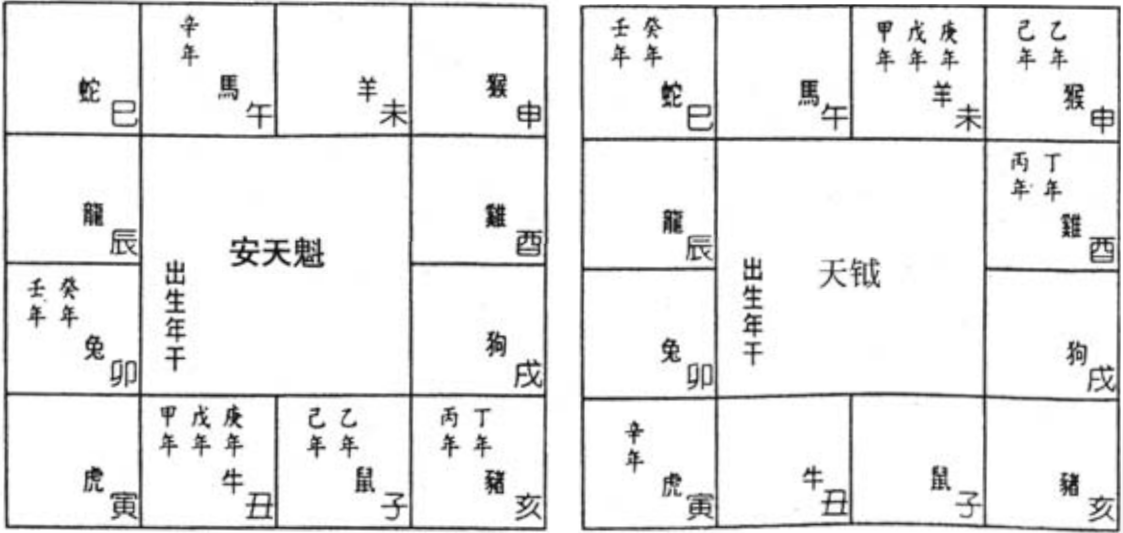 蛇
巳
辛年
馬
午
羊
未
猴
申
龍
辰
安天魁
出生年干
雞
酉
癸年
壬年
兔
卯
狗
戌
虎
寅
庚年
戊年
甲年
牛
丑
乙年
己年
鼠
子
丁年
丙年
豬
亥
癸年
壬年
蛇
巳
馬
午
庚年
戊年
甲年
羊
未
乙年
己年
猴
申
龍
辰
天钺
出生年干
丁年
丙年
雞
酉
兔
卯
狗
戌
辛年
虎
寅
牛
丑
鼠
子
豬
亥